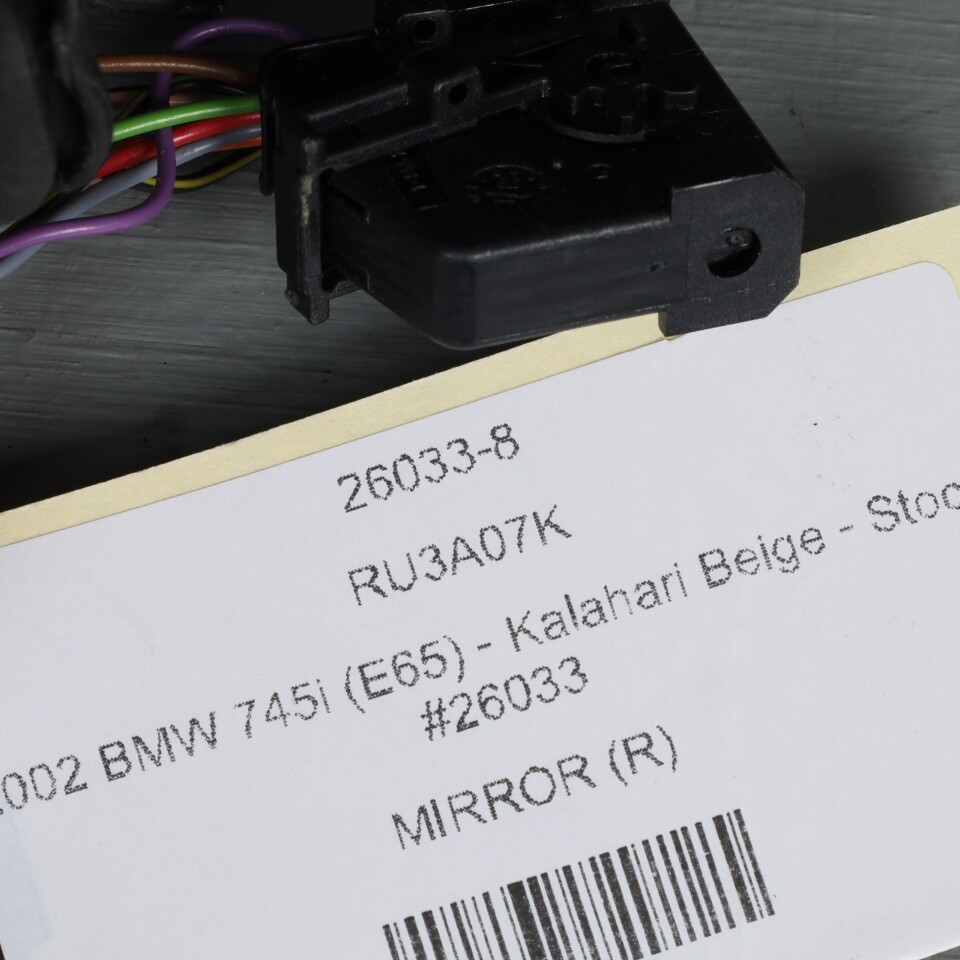 26033-8
RU3A07K
002 BMW 745i (E65) - Kalahari Beige - Stoc
#26033
MIRROR (R)